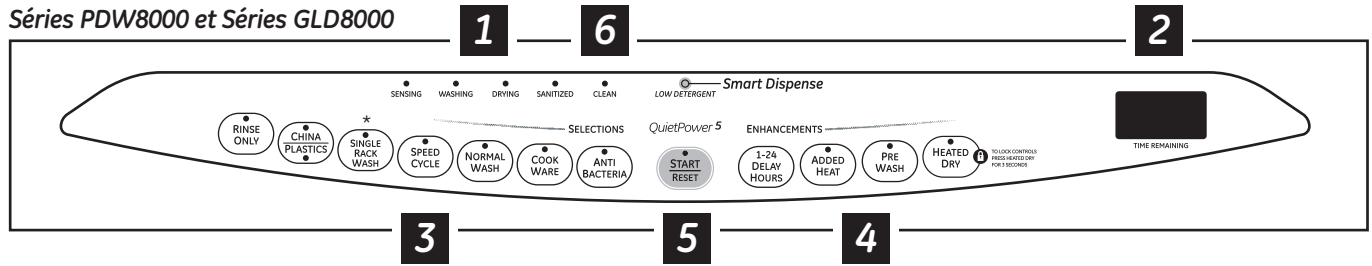 Séries PDW8000 et Séries GLD8000
1
6
2
SENSING
WASHING
DRYING
SANITIZED
CLEAN
LOW DETERGENT
Smart Dispense
RINSE
ONLY
CHINA
PLASTICS
*
SINGLE
RACK
WASH
SPEED
CYCLE
SELECTIONS
NORMAL
WASH
COOK
WARE
ANTI
BACTERIA
QuietPower 5
START
RESET
ENHANCEMENTS
1-24
DELAY
HOURS
ADDED
HEAT
PRE
WASH
HEATED
DRY
TO LOCK CONTROLS
PRESS HEATED DRY
FOR 3 SECONDS
TIME REMAINING
3
5
4